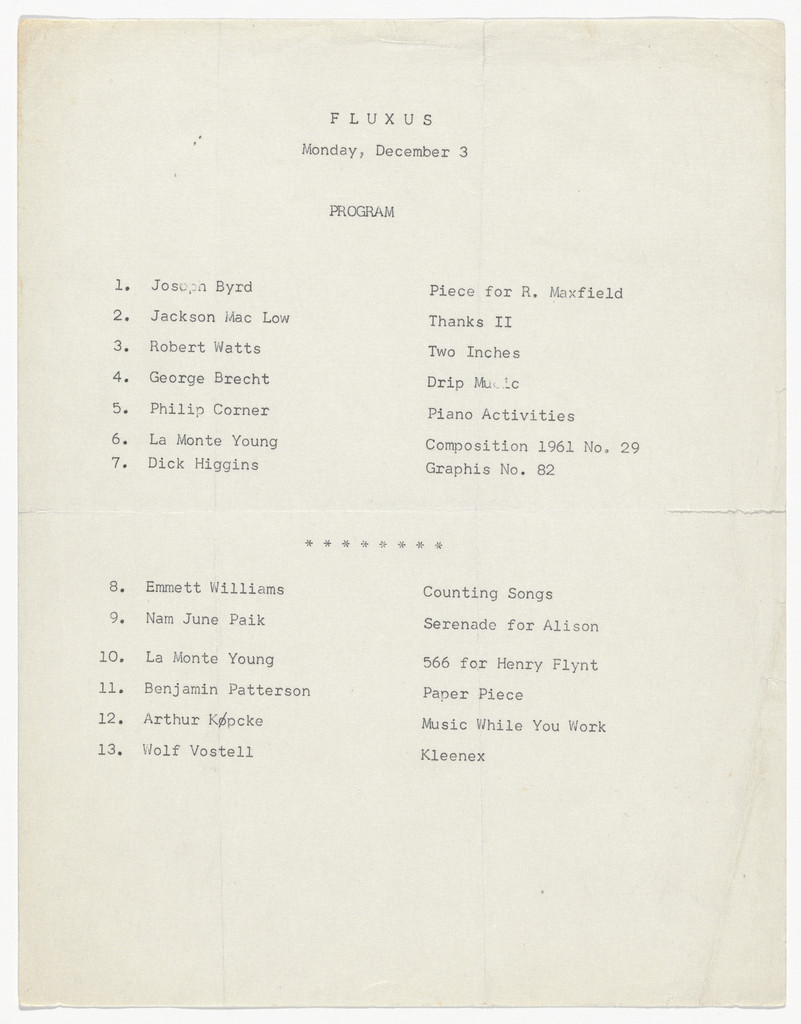 F L U X U S
Monday, December 3
PROGRAM
1. Joseph Byrd Piece for R. Maxfield
2. Jackson Mac Low Thanks II
3. Robert Watts Two Inches
4. George Brecht Drip Music
5. Philip Corner Piano Activities
6. La Monte Young Composition 1961 No. 29
7. Dick Higgins Graphis No. 82
* * * * * * * *
8. Emmett Williams Counting Songs
9. Nam June Paik Serenade for Alison
10. La Monte Young 566 for Henry Flynt
11. Benjamin Patterson Paper Piece
12. Arthur Køpcke Music While You Work
13. Wolf Vostell Kleenex